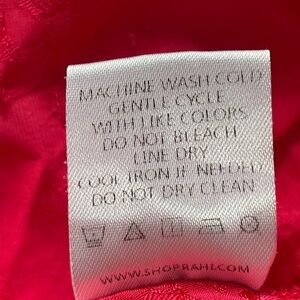 MACHINE WASH COLD
GENTLE CYCLE
WITH LIKE COLORS
DO NOT BLEACH
LINE DRY
COOL IRON IF NEEDED
DO NOT DRY CLEAN
WWW.SHOPRAHI.COM